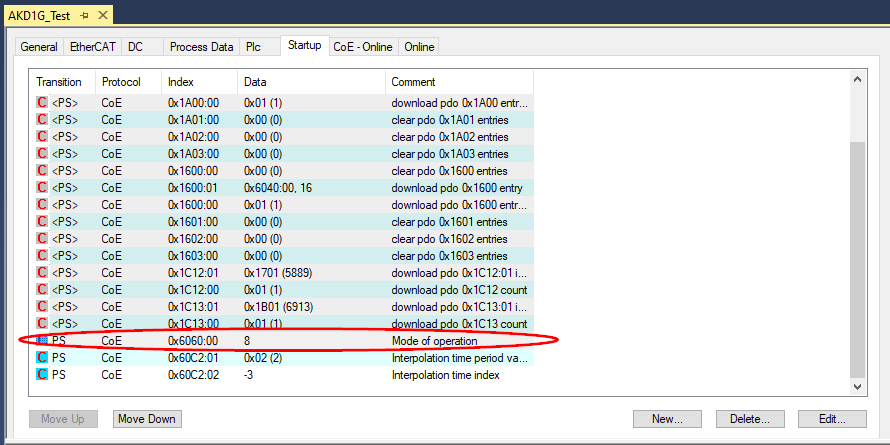 AKD1G_Test
General EtherCAT DC Process Data Plc Startup CoE - Online Online
Transition Protocol Index Data Comment
C <PS> CoE 0x1A00:00 0x01 (1) download pdo 0x1A00 entr...
C <PS> CoE 0x1A01:00 0x00 (0) clear pdo 0x1A01 entries
C <PS> CoE 0x1A02:00 0x00 (0) clear pdo 0x1A02 entries
C <PS> CoE 0x1A03:00 0x00 (0) clear pdo 0x1A03 entries
C <PS> CoE 0x1600:00 0x00 (0) clear pdo 0x1600 entries
C <PS> CoE 0x1600:01 0x6040:00, 16 download pdo 0x1600 entry
C <PS> CoE 0x1600:00 0x01 (1) download pdo 0x1600 entr...
C <PS> CoE 0x1601:00 0x00 (0) clear pdo 0x1601 entries
C <PS> CoE 0x1602:00 0x00 (0) clear pdo 0x1602 entries
C <PS> CoE 0x1603:00 0x00 (0) clear pdo 0x1603 entries
C <PS> CoE 0x1C12:01 0x1701 (5889) download pdo 0x1C12:01 i...
C <PS> CoE 0x1C12:00 0x01 (1) download pdo 0x1C12 count
C <PS> CoE 0x1C13:01 0x1B01 (6913) download pdo 0x1C13:01 i...
C <PS> CoE 0x1C13:00 0x01 (1) download pdo 0x1C13 count
PS CoE 0x6060:00 8 Mode of operation
C PS CoE 0x60C2:01 0x02 (2) Interpolation time period va...
C PS CoE 0x60C2:02 -3 Interpolation time index
Move Up Move Down New... Delete... Edit...